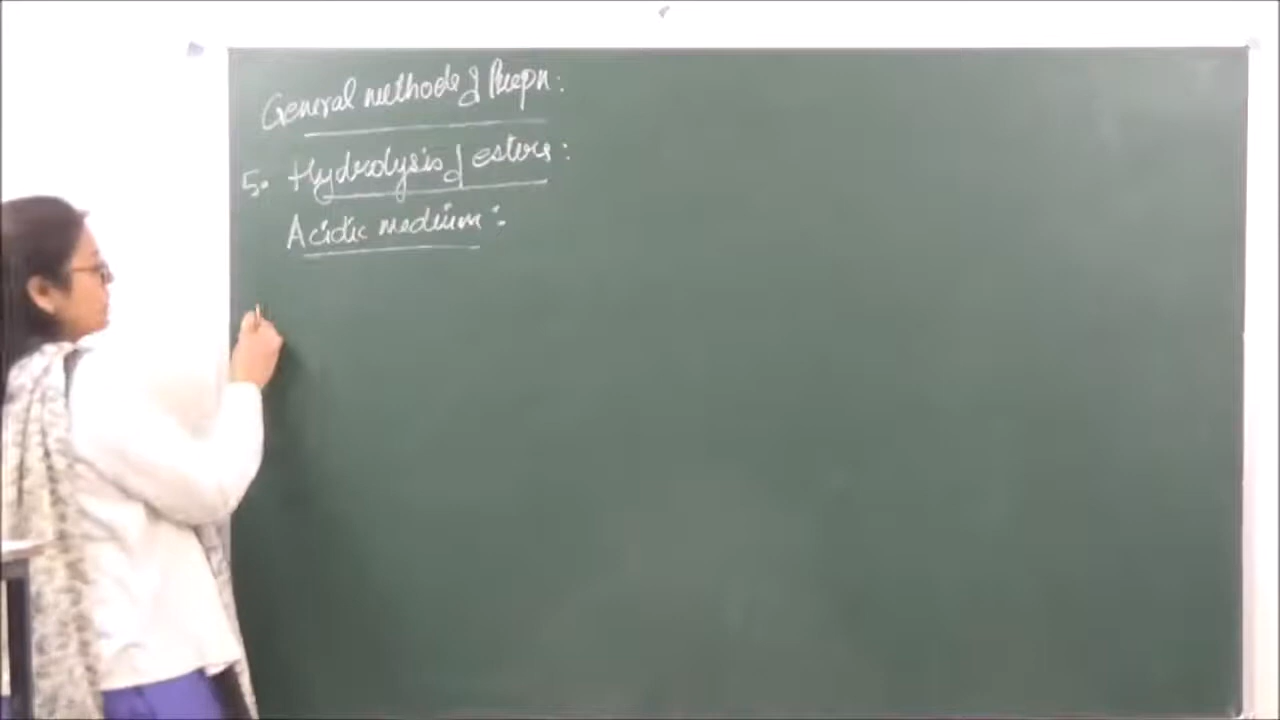 General methods of Prepn:
5. Hydrolysis of esters:
Acidic medium:-